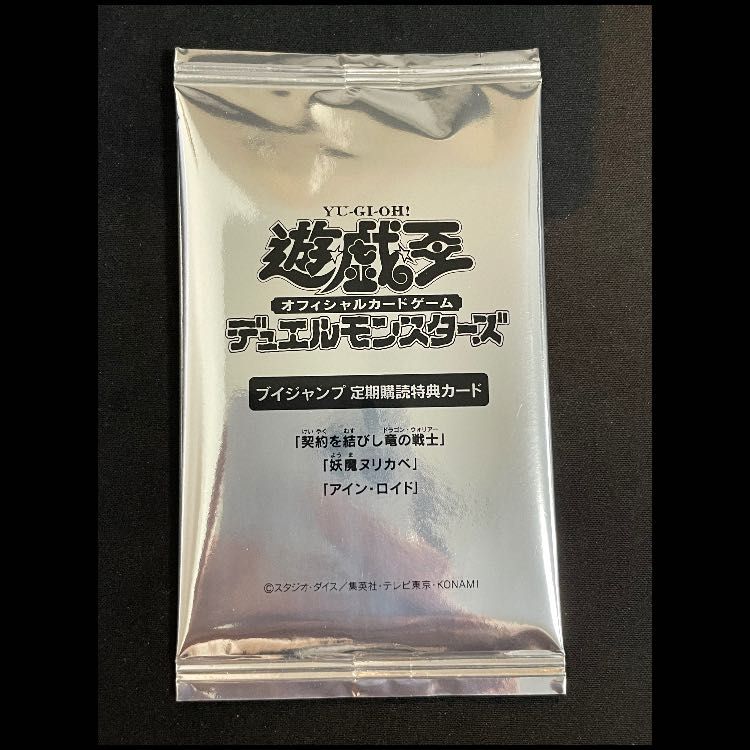 YU-GI-OH!
遊戯王
オフィシャルカードゲーム
デュエルモンスターズ
ブイジャンプ 定期購読特典カード
けいやく むす ドラゴン・ウォリアー
「契約を結びし竜の戦士」
ようま
「妖魔ヌリカベ」
「アイン・ロイド」
©スタジオ・ダイス／集英社・テレビ東京・KONAMI